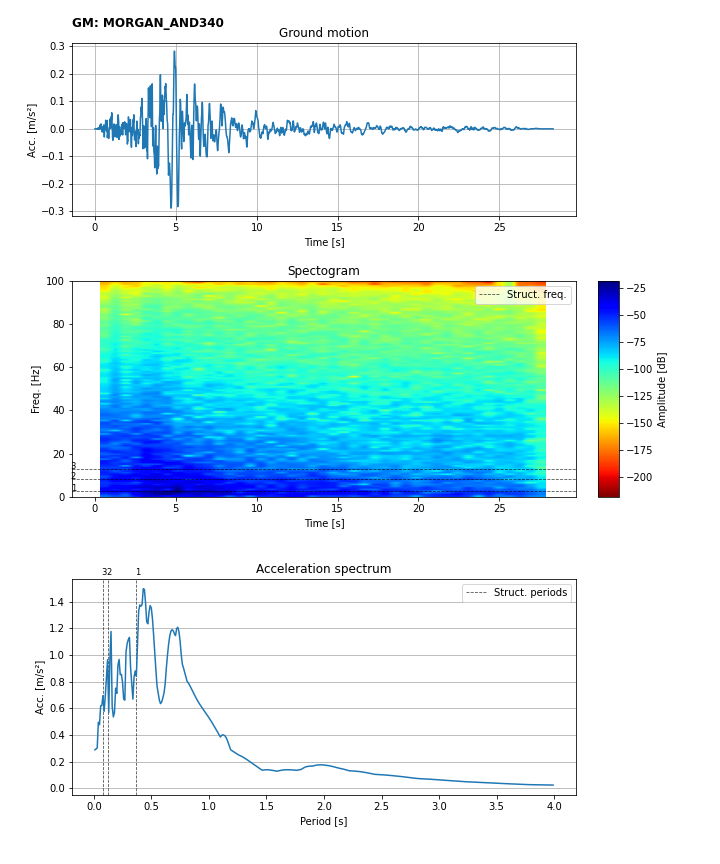 GM: MORGAN_AND340
Ground motion
0.3
0.2
0.1
0.0
−0.1
−0.2
−0.3
Acc. [m/s²]
0 5 10 15 20 25
Time [s]
Spectogram
100
80
60
40
20
0
Freq. [Hz]
3
2
1
Struct. freq.
0 5 10 15 20 25
Time [s]
−25
−50
−75
−100
−125
−150
−175
−200
Amplitude [dB]
Acceleration spectrum
3 2 1
Struct. periods
1.4
1.2
1.0
0.8
0.6
0.4
0.2
0.0
Acc. [m/s²]
0.0 0.5 1.0 1.5 2.0 2.5 3.0 3.5 4.0
Period [s]